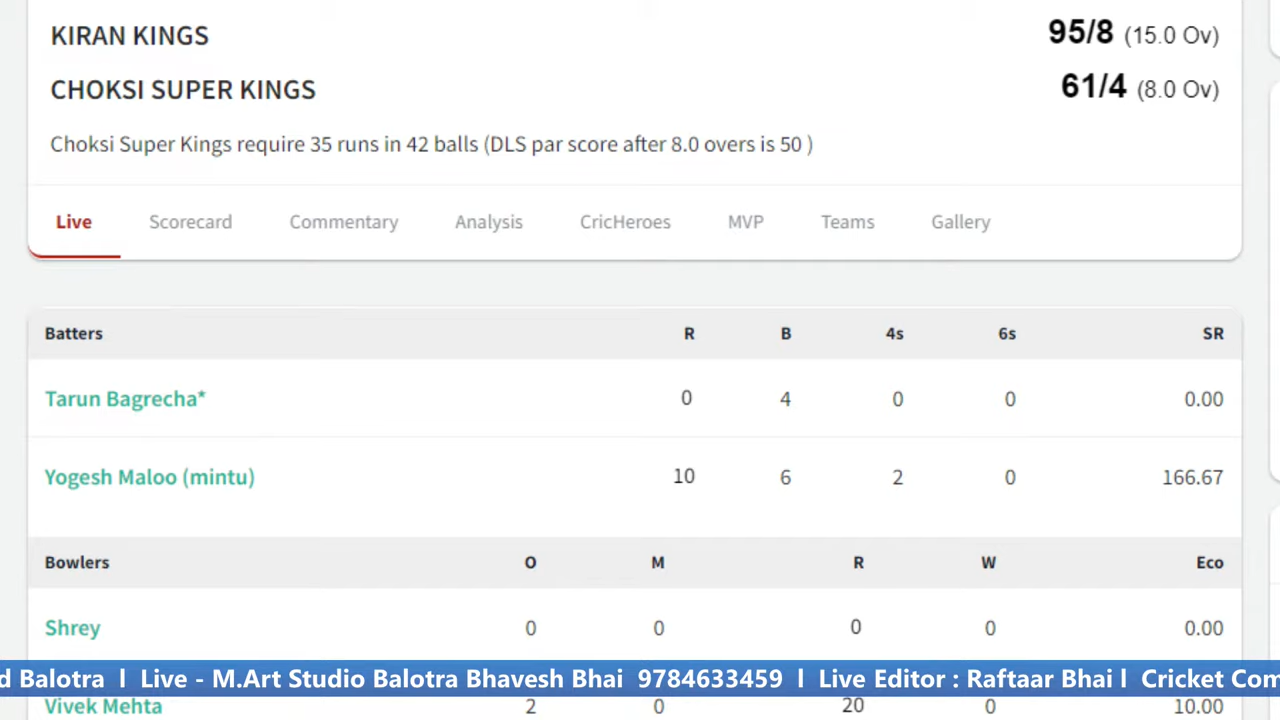 KIRAN KINGS 95/8 (15.0 Ov)
CHOKSI SUPER KINGS 61/4 (8.0 Ov)
Choksi Super Kings require 35 runs in 42 balls (DLS par score after 8.0 overs is 50 )
Live Scorecard Commentary Analysis CricHeroes MVP Teams Gallery
Batters R B 4s 6s SR
Tarun Bagrecha* 0 4 0 0 0.00
Yogesh Maloo (mintu) 10 6 2 0 166.67
Bowlers O M R W Eco
Shrey 0 0 0 0 0.00
d Balotra l Live - M.Art Studio Balotra Bhavesh Bhai 9784633459 l Live Editor : Raftaar Bhai l Cricket Com
Vivek Mehta 2 0 20 0 10.00